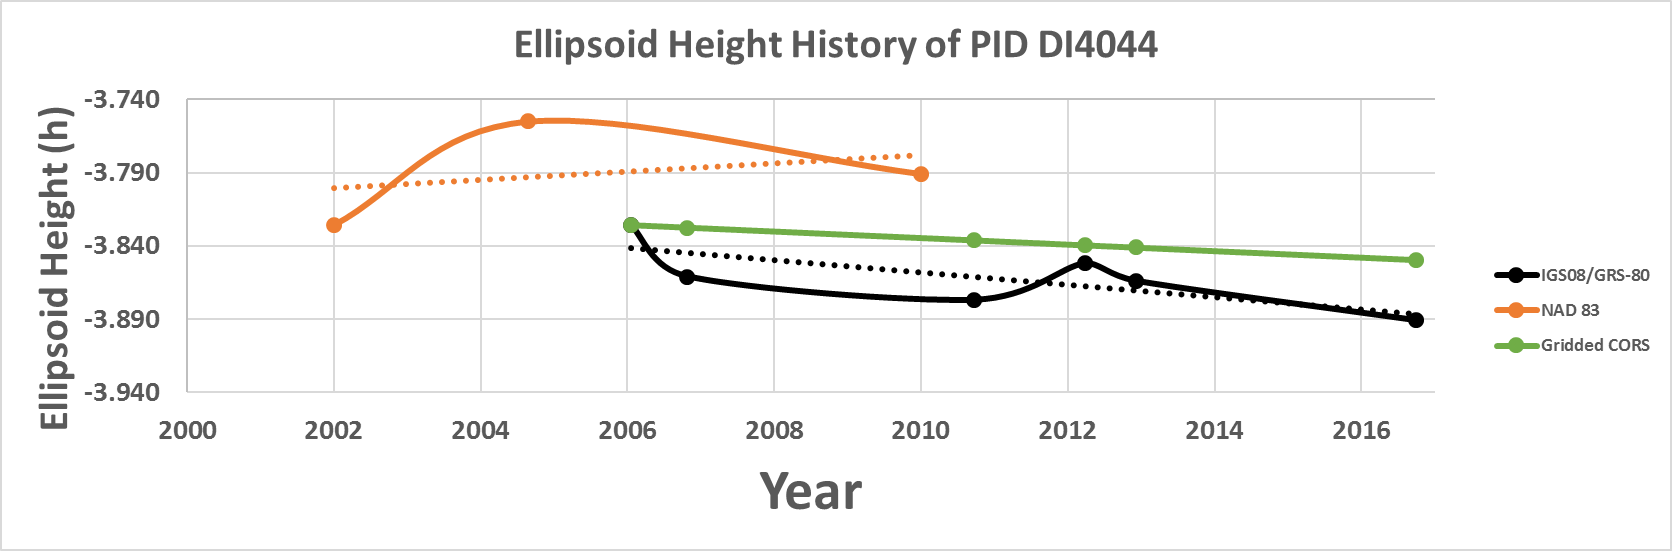 Ellipsoid Height History of PID DI4044
Ellipsoid Height (h)
-3.740
-3.790
-3.840
-3.890
-3.940
2000 2002 2004 2006 2008 2010 2012 2014 2016
Year
IGS08/GRS-80
NAD 83
Gridded CORS